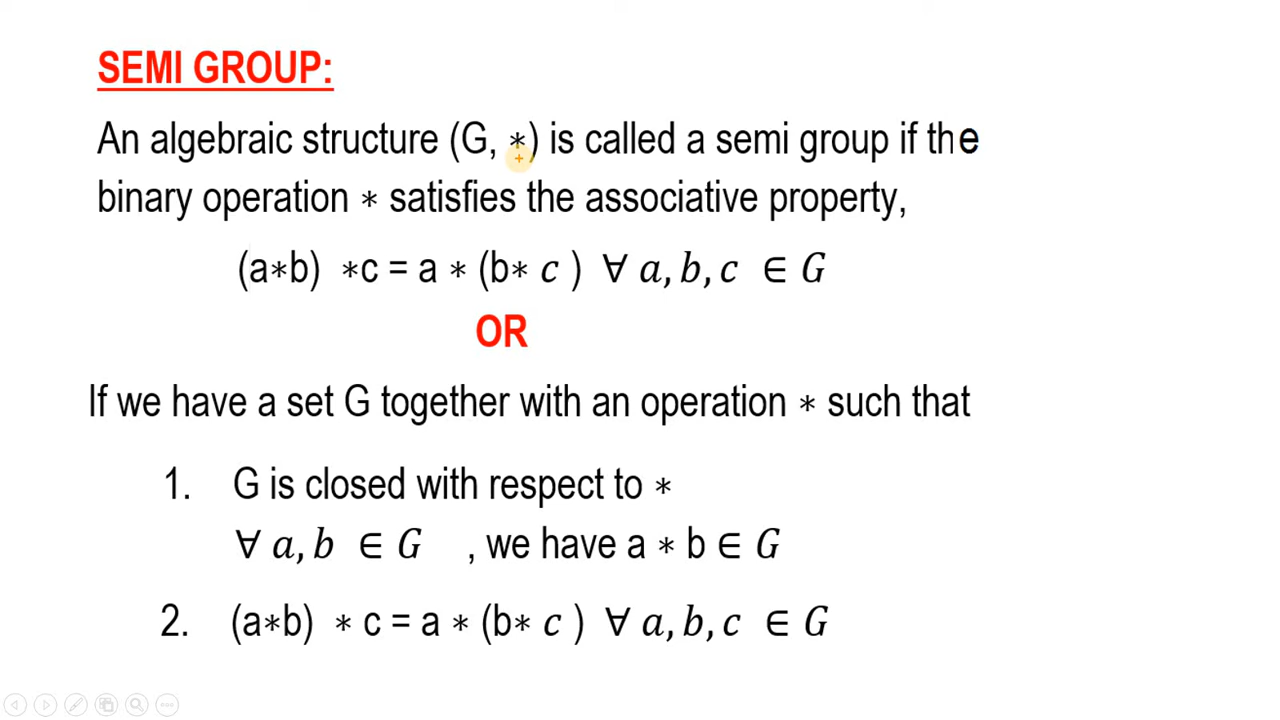 SEMI GROUP:
An algebraic structure (G, ∗) is called a semi group if the
binary operation ∗ satisfies the associative property,
(a∗b) ∗c = a ∗ (b∗ c ) ∀ a, b, c ∈ G
OR
If we have a set G together with an operation ∗ such that
1. G is closed with respect to ∗
∀ a, b ∈ G , we have a ∗ b ∈ G
2. (a∗b) ∗ c = a ∗ (b∗ c ) ∀ a, b, c ∈ G